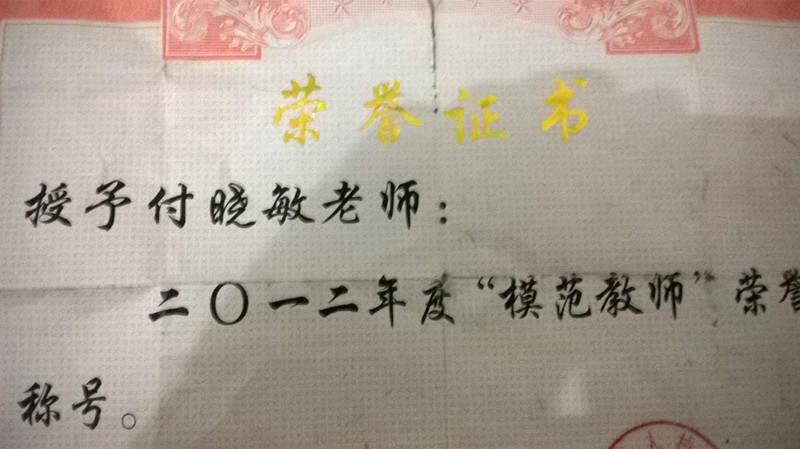 荣誉证书
授予付晓敏老师：
二〇一二年度“模范教师”荣誉
称号。